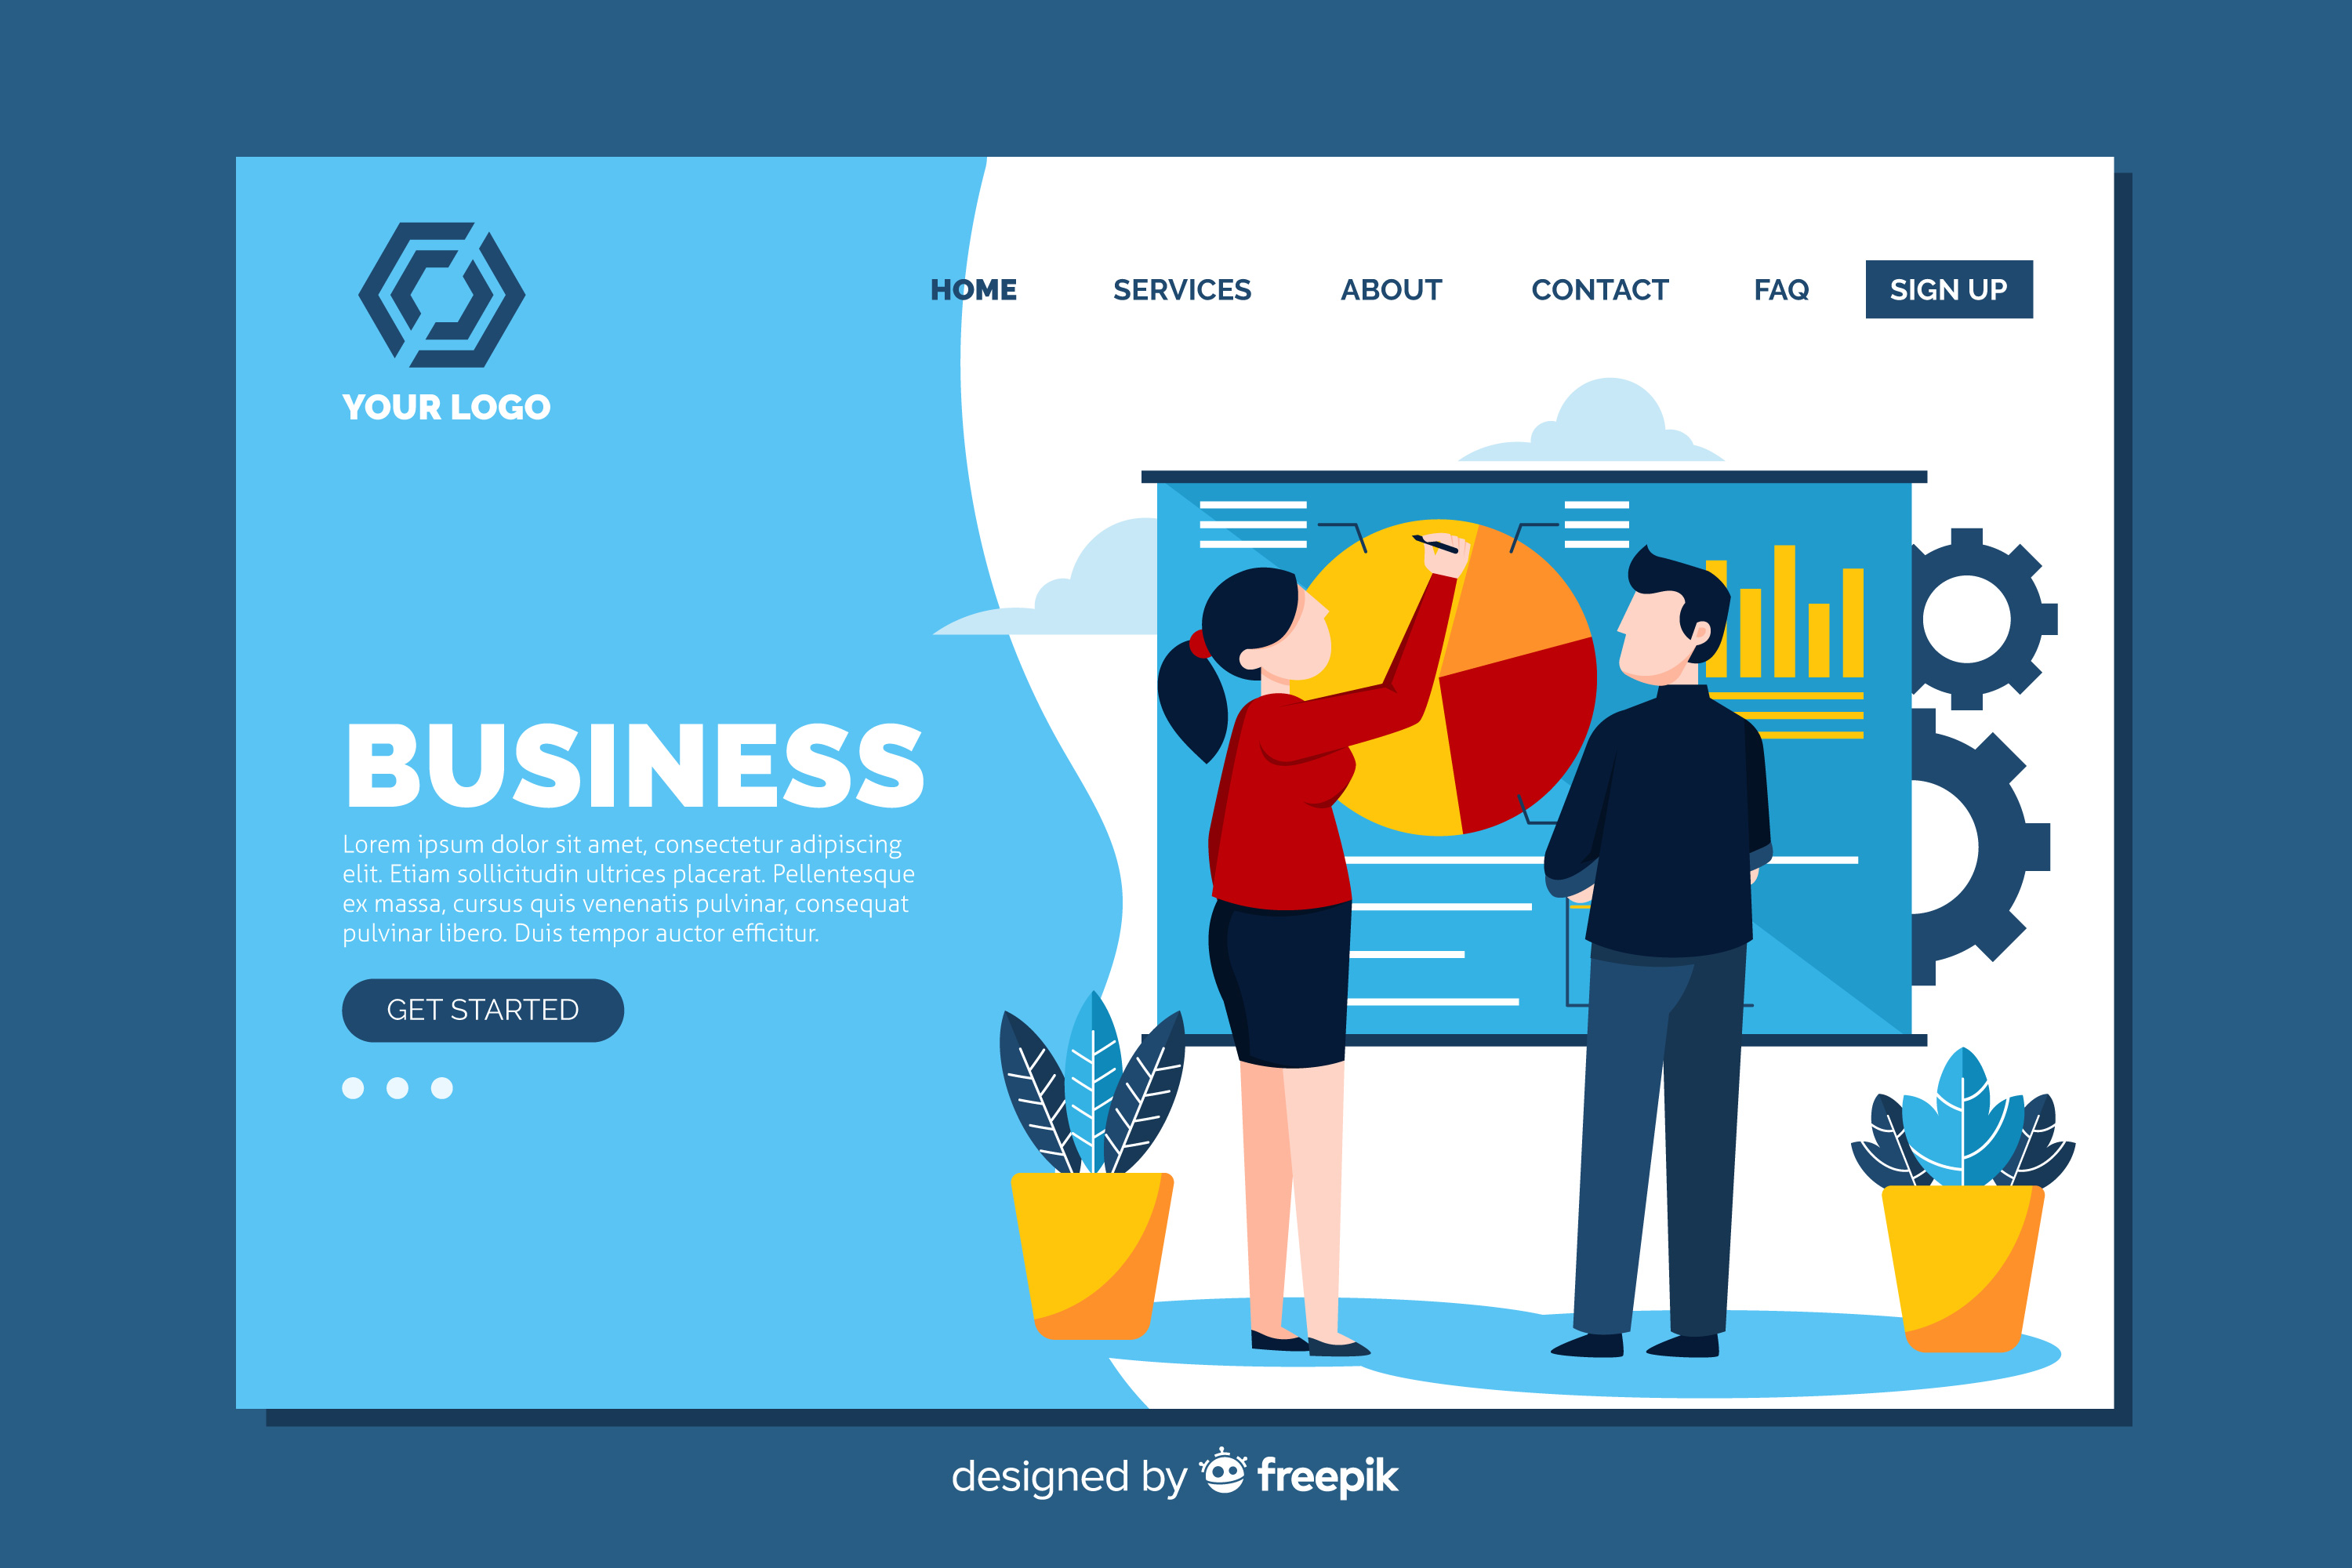 YOUR LOGO
HOME SERVICES ABOUT CONTACT FAQ SIGN UP
BUSINESS
Lorem ipsum dolor sit amet, consectetur adipiscing
elit. Etiam sollicitudin ultrices placerat. Pellentesque
ex massa, cursus quis venenatis pulvinar, consequat
pulvinar libero. Duis tempor auctor efficitur.
GET STARTED
designed by freepik